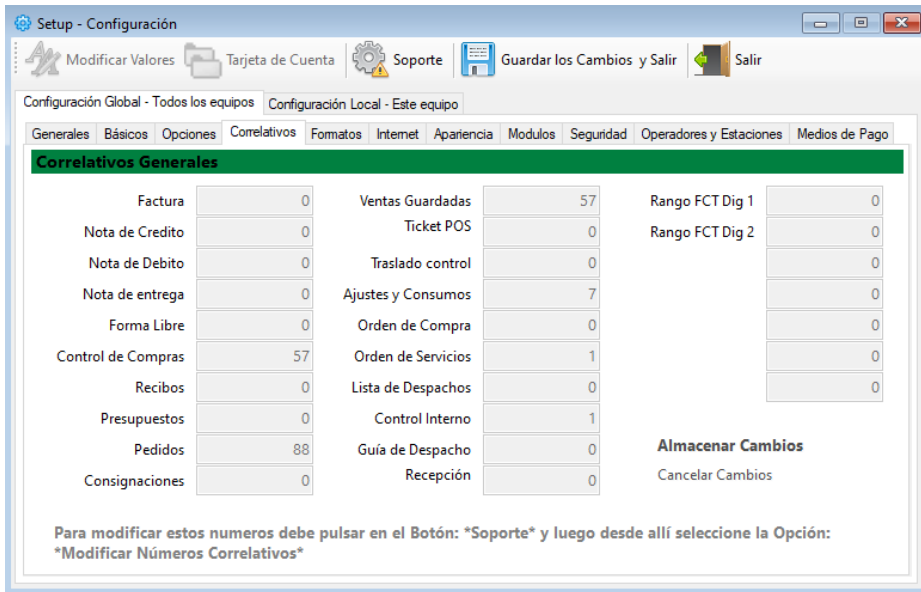 Setup - Configuración
Modificar Valores Tarjeta de Cuenta Soporte Guardar los Cambios y Salir Salir
Configuración Global - Todos los equipos Configuración Local - Este equipo
Generales Básicos Opciones Correlativos Formatos Internet Apariencia Modulos Seguridad Operadores y Estaciones Medios de Pago
Correlativos Generales
Factura 0 Ventas Guardadas 57 Rango FCT Dig 1 0
Nota de Credito 0 Ticket POS 0 Rango FCT Dig 2 0
Nota de Debito 0 Traslado control 0 0
Nota de entrega 0 Ajustes y Consumos 7 0
Forma Libre 0 Orden de Compra 0 0
Control de Compras 57 Orden de Servicios 1 0
Recibos 0 Lista de Despachos 0 0
Presupuestos 0 Control Interno 1
Pedidos 88 Guía de Despacho 0 Almacenar Cambios
Consignaciones 0 Recepción 0 Cancelar Cambios
Para modificar estos numeros debe pulsar en el Botón: *Soporte* y luego desde allí seleccione la Opción:
*Modificar Números Correlativos*